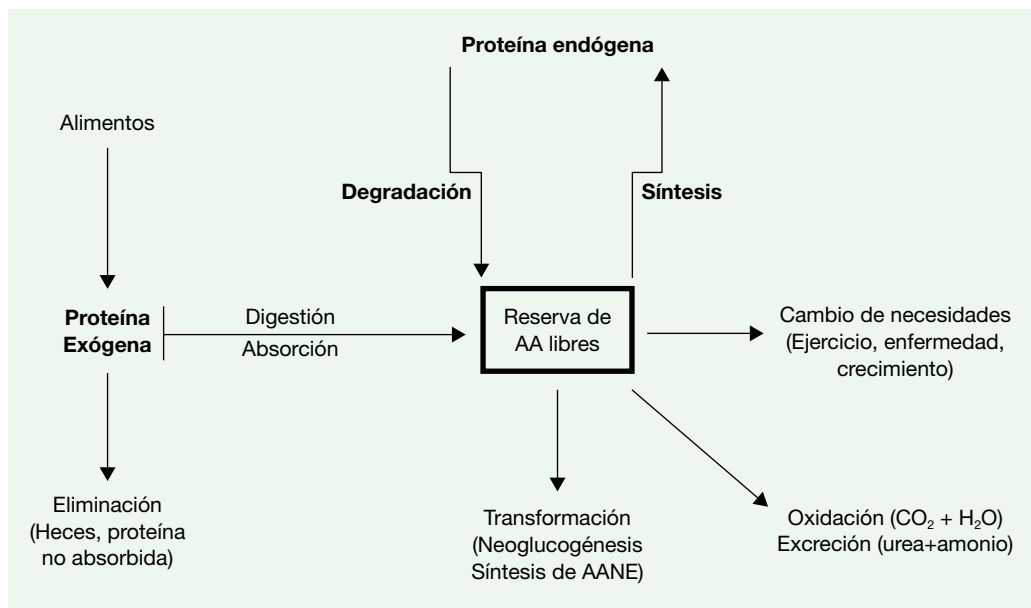 Proteína endógena
Alimentos
Degradación
Síntesis
Proteína
Exógena
Digestión
Absorción
Reserva de
AA libres
Cambio de necesidades
(Ejercicio, enfermedad,
crecimiento)
Eliminación
(Heces, proteína
no absorbida)
Transformación
(Neoglucogénesis
Síntesis de AANE)
Oxidación (CO₂ + H₂O)
Excreción (urea+amonio)